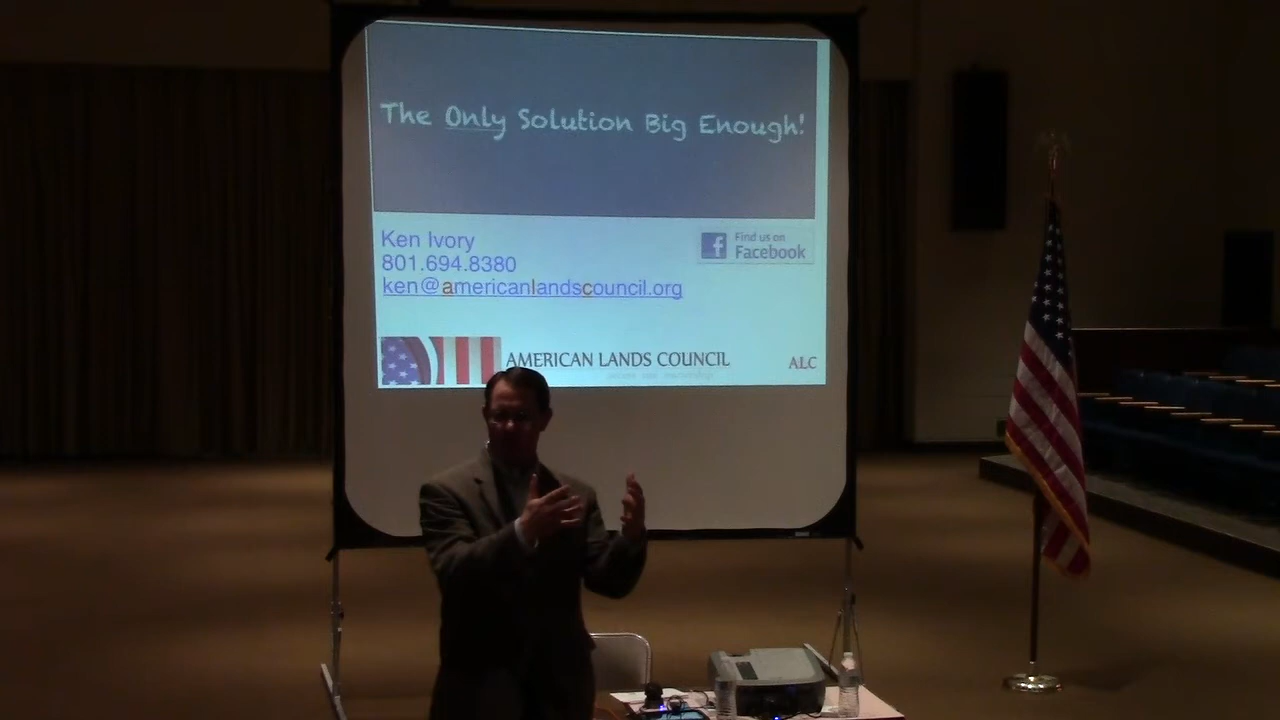 The Only Solution Big Enough!
Ken Ivory
801.694.8380
ken@americanlandscouncil.org
Find us on
Facebook
AMERICAN LANDS COUNCIL
ALC